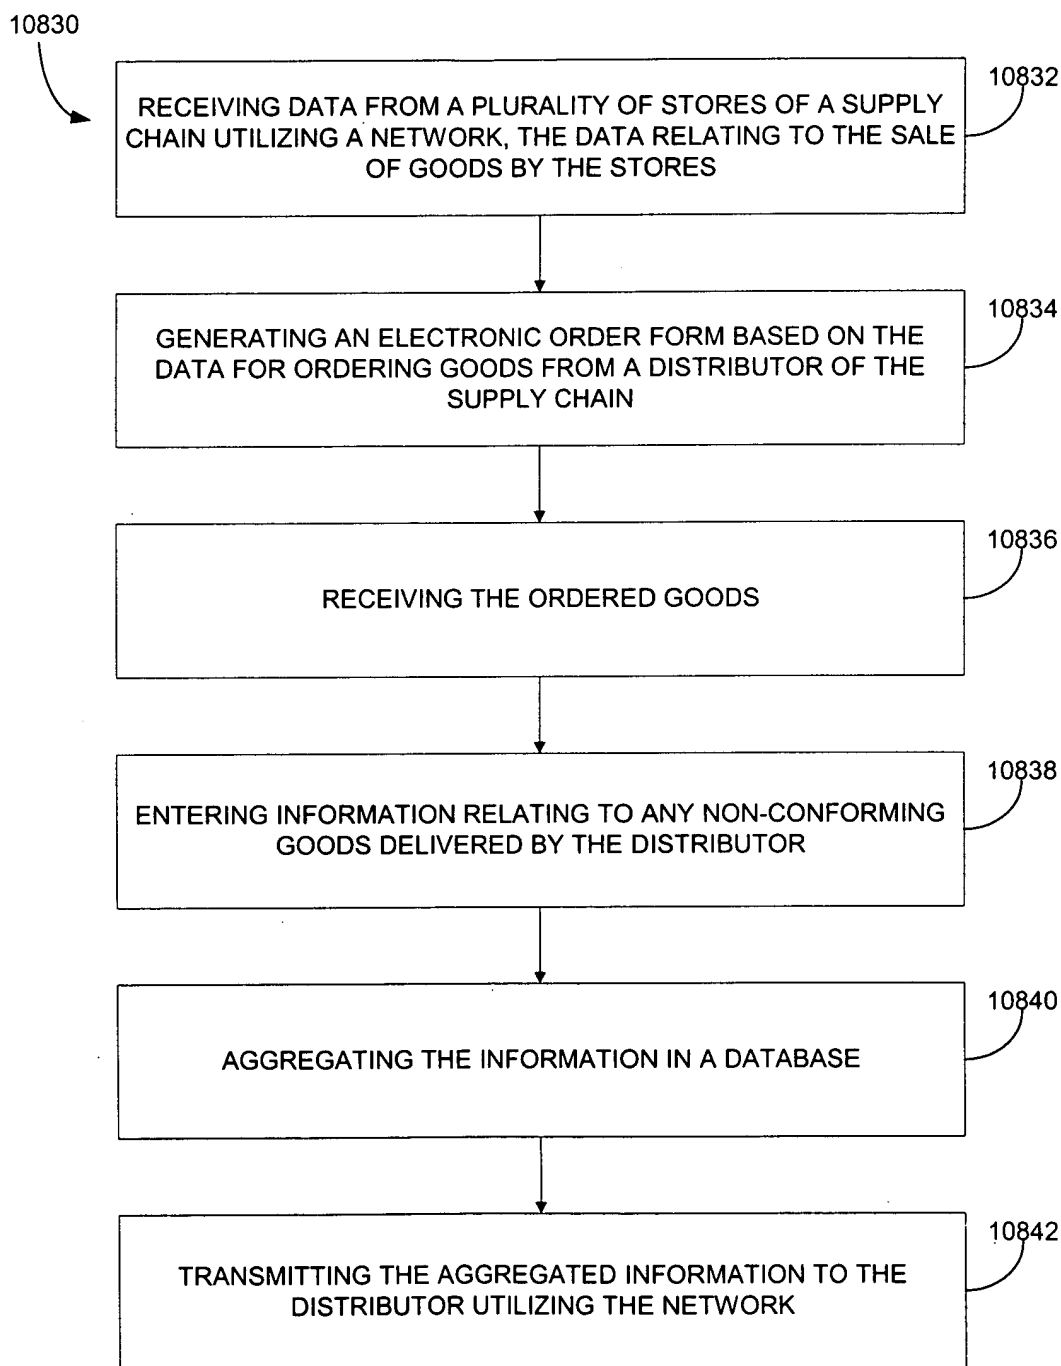 10830
10832
RECEIVING DATA FROM A PLURALITY OF STORES OF A SUPPLY
CHAIN UTILIZING A NETWORK, THE DATA RELATING TO THE SALE
OF GOODS BY THE STORES
10834
GENERATING AN ELECTRONIC ORDER FORM BASED ON THE
DATA FOR ORDERING GOODS FROM A DISTRIBUTOR OF THE
SUPPLY CHAIN
10836
RECEIVING THE ORDERED GOODS
10838
ENTERING INFORMATION RELATING TO ANY NON-CONFORMING
GOODS DELIVERED BY THE DISTRIBUTOR
10840
AGGREGATING THE INFORMATION IN A DATABASE
10842
TRANSMITTING THE AGGREGATED INFORMATION TO THE
DISTRIBUTOR UTILIZING THE NETWORK